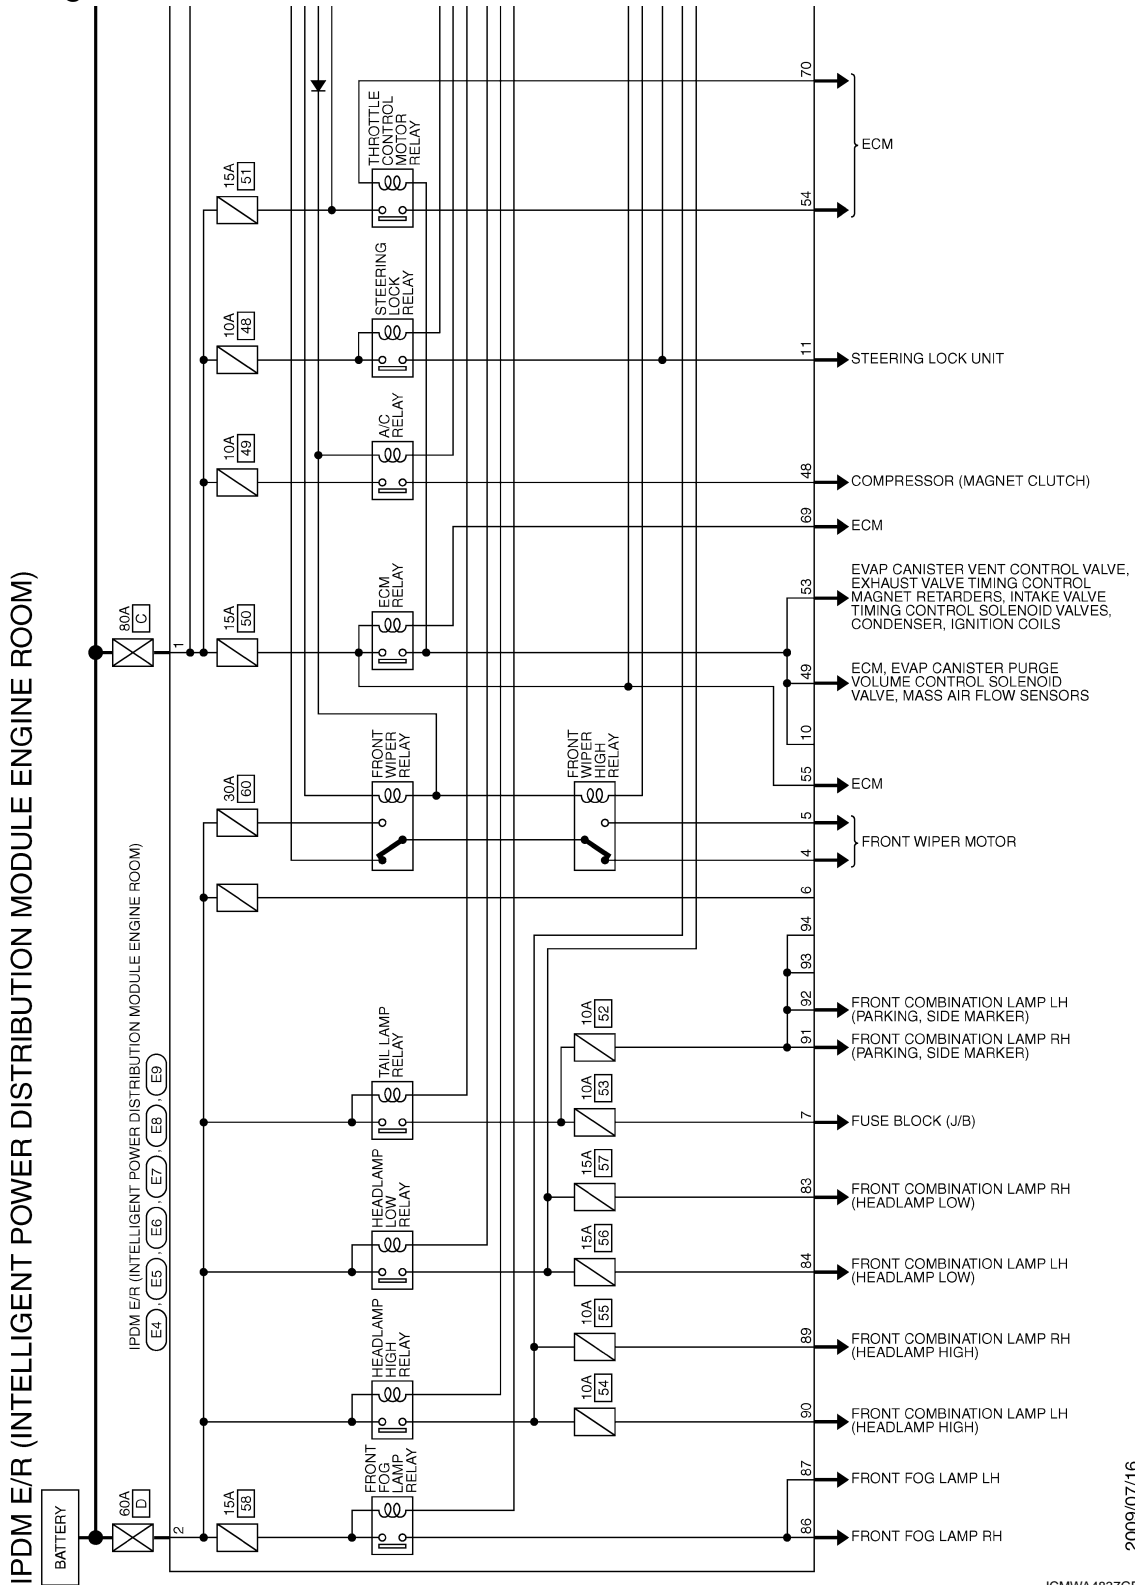 IPDM E/R (INTELLIGENT POWER DISTRIBUTION MODULE ENGINE ROOM)
BATTERY
80A
C
60A
D
1
2
IPDM E/R (INTELLIGENT POWER DISTRIBUTION MODULE ENGINE ROOM)
E4 , E5 , E6 , E7 , E8 , E9
15A
51
THROTTLE
CONTROL
MOTOR
RELAY
70
54
ECM
10A
48
STEERING
LOCK
RELAY
11
STEERING LOCK UNIT
10A
49
A/C
RELAY
48
COMPRESSOR (MAGNET CLUTCH)
69
ECM
15A
50
ECM
RELAY
53
EVAP CANISTER VENT CONTROL VALVE,
EXHAUST VALVE TIMING CONTROL
MAGNET RETARDERS, INTAKE VALVE
TIMING CONTROL SOLENOID VALVES,
CONDENSER, IGNITION COILS
49
ECM, EVAP CANISTER PURGE
VOLUME CONTROL SOLENOID
VALVE, MASS AIR FLOW SENSORS
10
55
ECM
30A
60
FRONT
WIPER
RELAY
FRONT
WIPER
HIGH
RELAY
5
4
FRONT WIPER MOTOR
6
94
93
92
FRONT COMBINATION LAMP LH
(PARKING, SIDE MARKER)
10A
52
91
FRONT COMBINATION LAMP RH
(PARKING, SIDE MARKER)
TAIL LAMP
RELAY
10A
53
7
FUSE BLOCK (J/B)
15A
57
83
FRONT COMBINATION LAMP RH
(HEADLAMP LOW)
HEADLAMP
LOW
RELAY
15A
56
84
FRONT COMBINATION LAMP LH
(HEADLAMP LOW)
10A
55
89
FRONT COMBINATION LAMP RH
(HEADLAMP HIGH)
HEADLAMP
HIGH
RELAY
10A
54
90
FRONT COMBINATION LAMP LH
(HEADLAMP HIGH)
87
FRONT FOG LAMP LH
15A
58
FRONT
FOG
LAMP
RELAY
86
FRONT FOG LAMP RH
2009/07/16